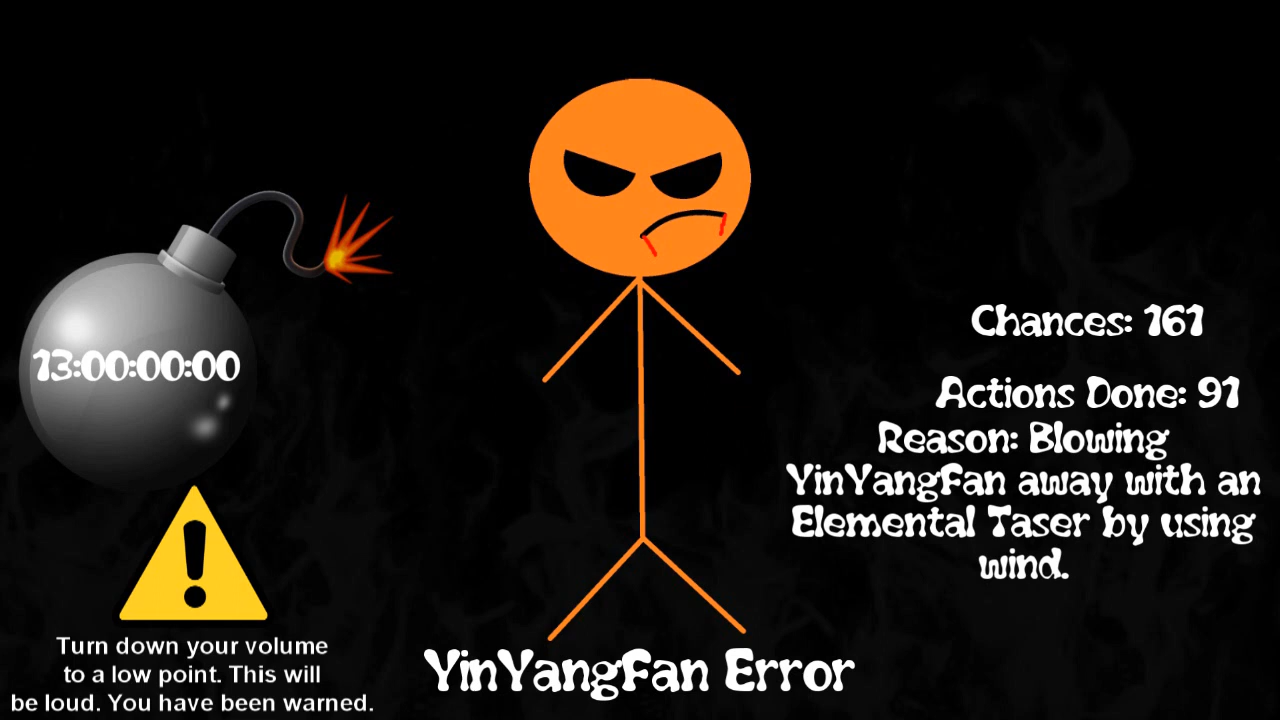 13:00:00:00
Chances: 161
Actions Done: 91
Reason: Blowing
YinYangFan away with an
Elemental Taser by using
wind.
Turn down your volume
to a low point. This will
be loud. You have been warned.
YinYangFan Error